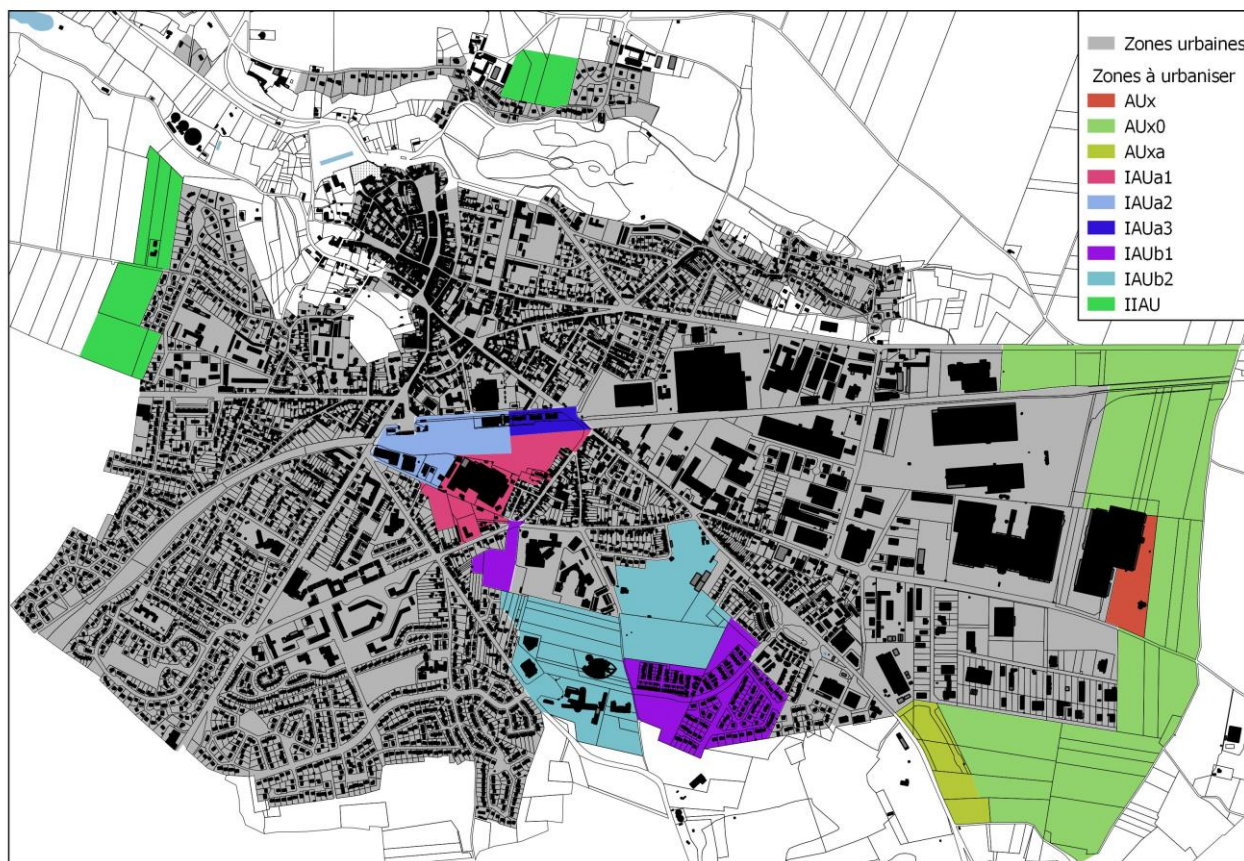 Zones urbaines
Zones à urbaniser
AUx
AUx0
AUxa
IAUa1
IAUa2
IAUa3
IAUb1
IAUb2
IIAU